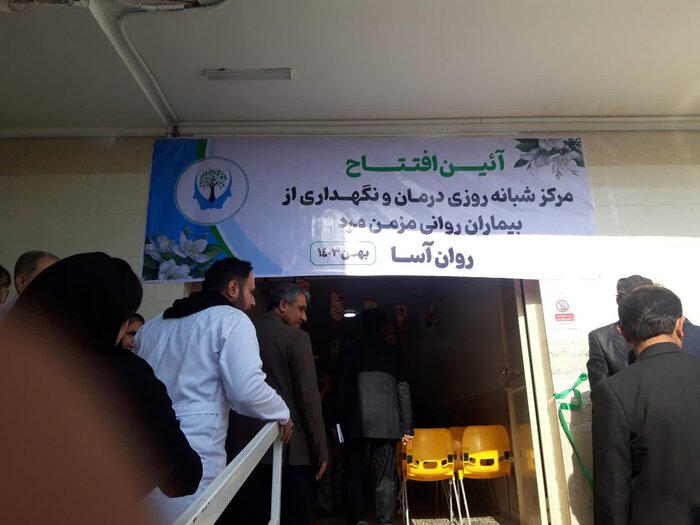 آئین افتتاح
مرکز شبانه روزی درمان و نگهداری از
بیماران روانی مزمن مرد
روان آسا
بهمن ۱۴۰۳